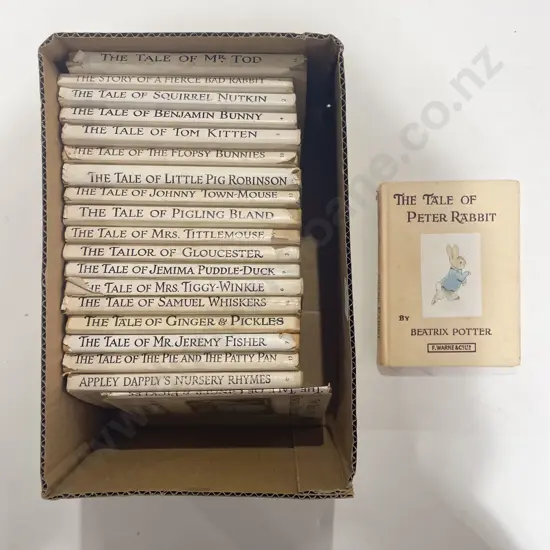 THE TALE OF MR. TOD
THE STORY OF A FIERCE BAD RABBIT
THE TALE OF SQUIRREL NUTKIN
THE TALE OF BENJAMIN BUNNY
THE TALE OF TOM KITTEN
THE TALE OF THE FLOPSY BUNNIES
THE TALE OF LITTLE PIG ROBINSON
THE TALE OF JOHNNY TOWN-MOUSE
THE TALE OF PIGLING BLAND
THE TALE OF MRS. TITTLEMOUSE
THE TAILOR OF GLOUCESTER
THE TALE OF JEMIMA PUDDLE-DUCK
THE TALE OF MRS. TIGGY-WINKLE
THE TALE OF SAMUEL WHISKERS
THE TALE OF GINGER & PICKLES
THE TALE OF MR. JEREMY FISHER
THE TALE OF THE PIE AND THE PATTY PAN
APPLEY DAPPLY'S NURSERY RHYMES
THE TALE OF
PETER RABBIT
BY
BEATRIX POTTER
F. WARNE & CO LTD